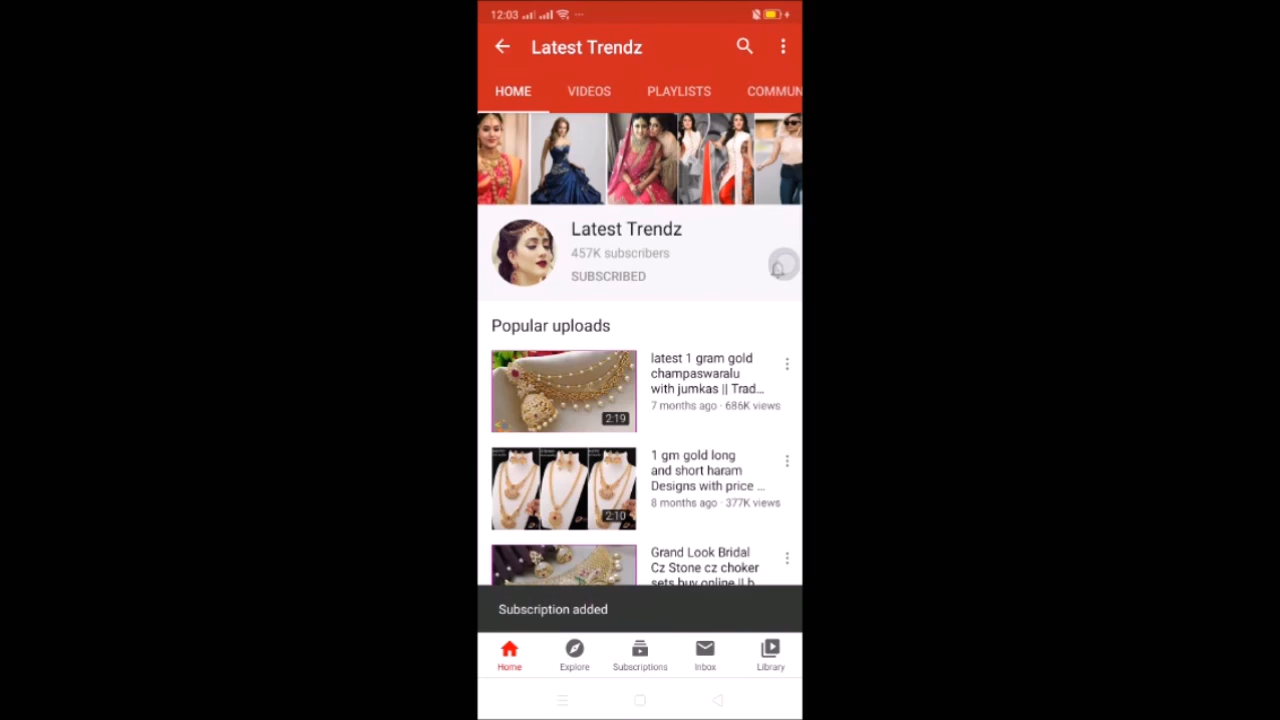 12:03
Latest Trendz
HOME VIDEOS PLAYLISTS COMMUN
Latest Trendz
457K subscribers
SUBSCRIBED
Popular uploads
latest 1 gram gold
champaswaralu
with jumkas || Trad...
7 months ago · 686K views
2:19
1 gm gold long
and short haram
Designs with price ...
8 months ago · 377K views
2:10
Grand Look Bridal
Cz Stone cz choker
sets buy online ||
Subscription added
Home Explore Subscriptions Inbox Library